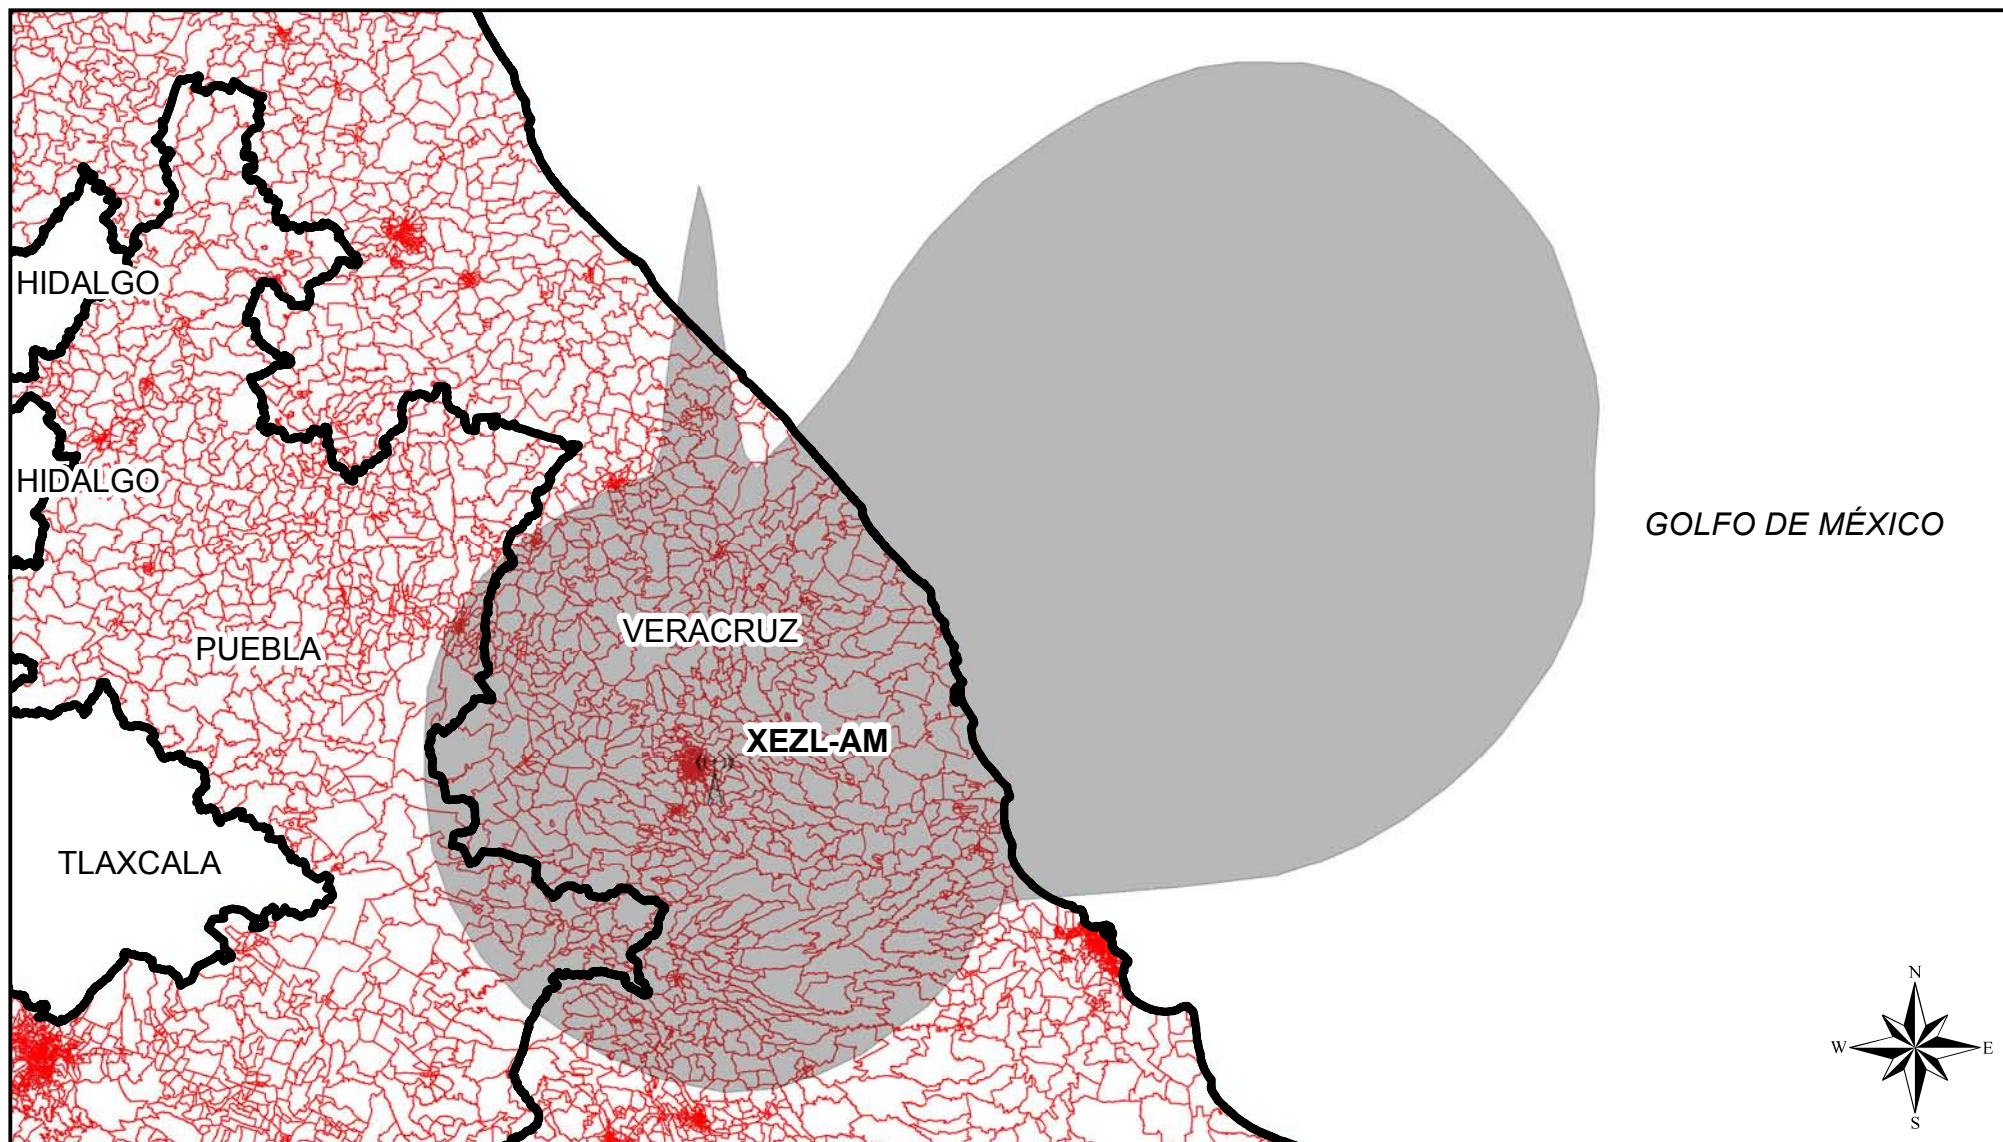 HIDALGO
HIDALGO
GOLFO DE MÉXICO
VERACRUZ
PUEBLA
XEZL-AM
TLAXCALA
N
W
E
S